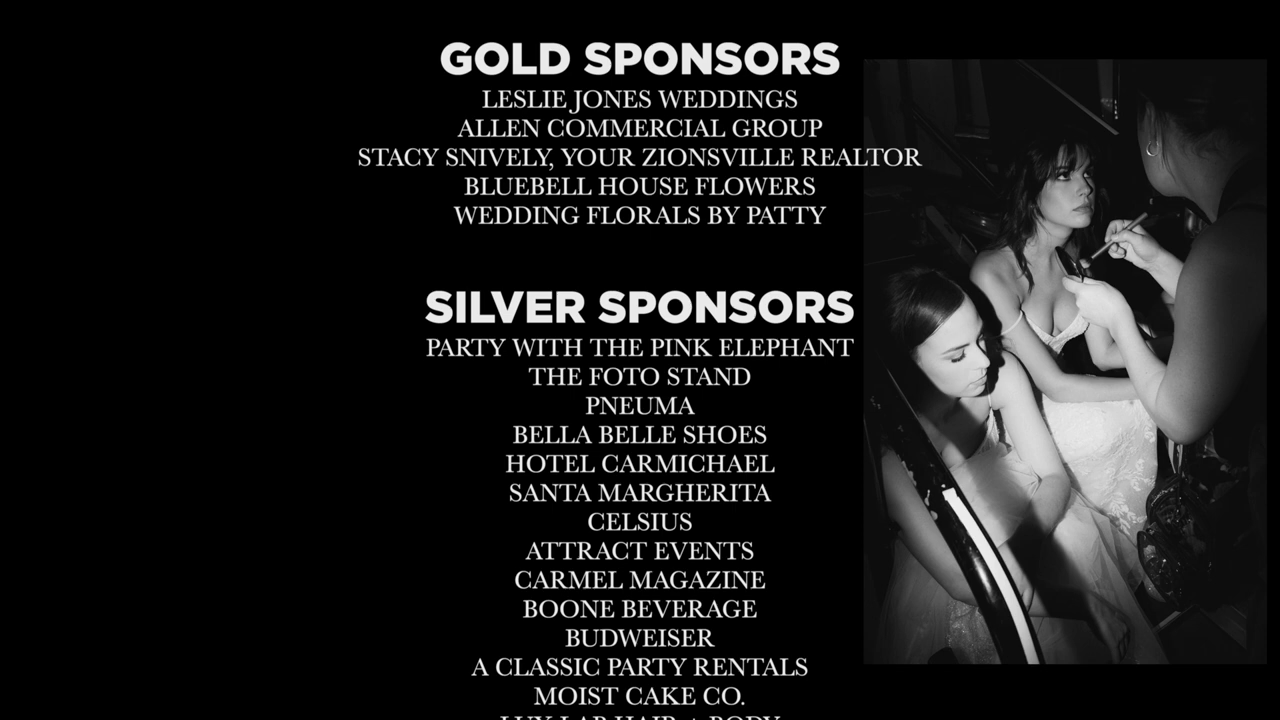 GOLD SPONSORS
LESLIE JONES WEDDINGS
ALLEN COMMERCIAL GROUP
STACY SNIVELY, YOUR ZIONSVILLE REALTOR
BLUEBELL HOUSE FLOWERS
WEDDING FLORALS BY PATTY
SILVER SPONSORS
PARTY WITH THE PINK ELEPHANT
THE FOTO STAND
PNEUMA
BELLA BELLE SHOES
HOTEL CARMICHAEL
SANTA MARGHERITA
CELSIUS
ATTRACT EVENTS
CARMEL MAGAZINE
BOONE BEVERAGE
BUDWEISER
A CLASSIC PARTY RENTALS
MOIST CAKE CO.